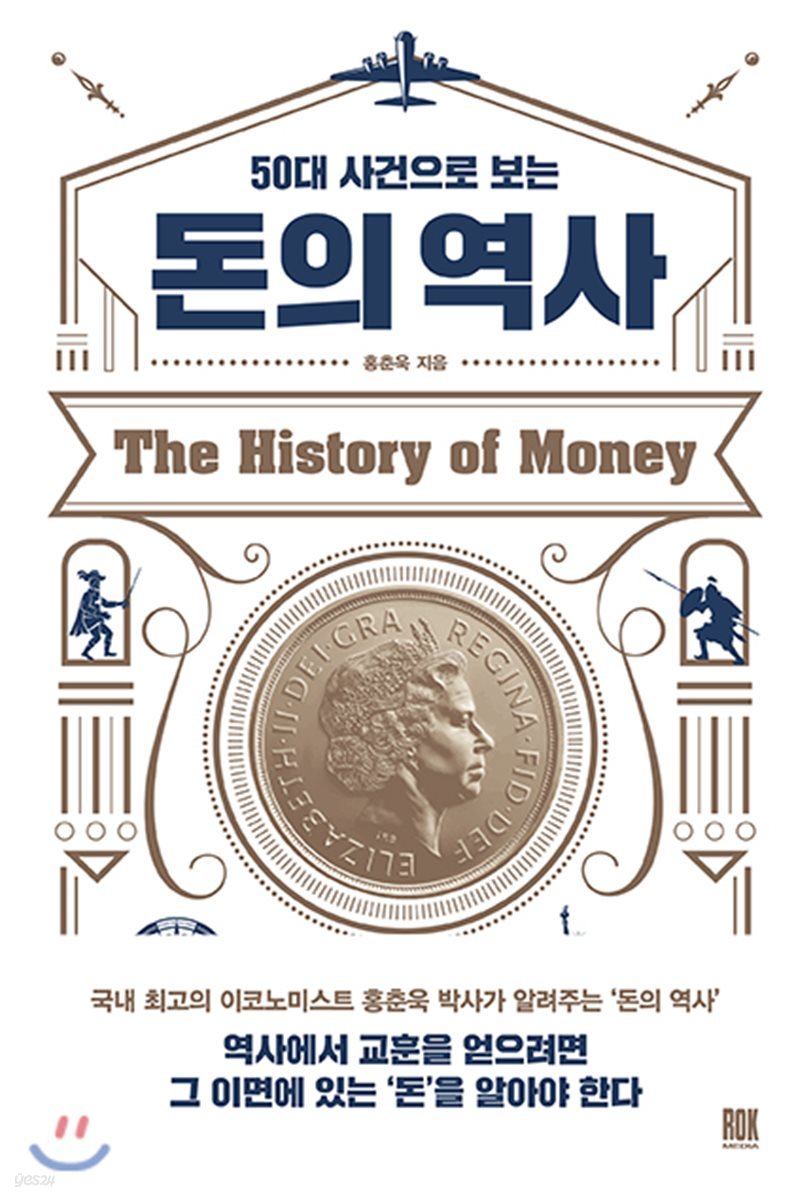 50대 사건으로 보는
돈의 역사
홍춘욱 지음
The History of Money
ELIZABETH·II·DEI·GRA
REGINA·FID·DEF
국내 최고의 이코노미스트 홍춘욱 박사가 알려주는 ‘돈의 역사’
역사에서 교훈을 얻으려면
그 이면에 있는 ‘돈’을 알아야 한다
ROK
MEDIA
yes24